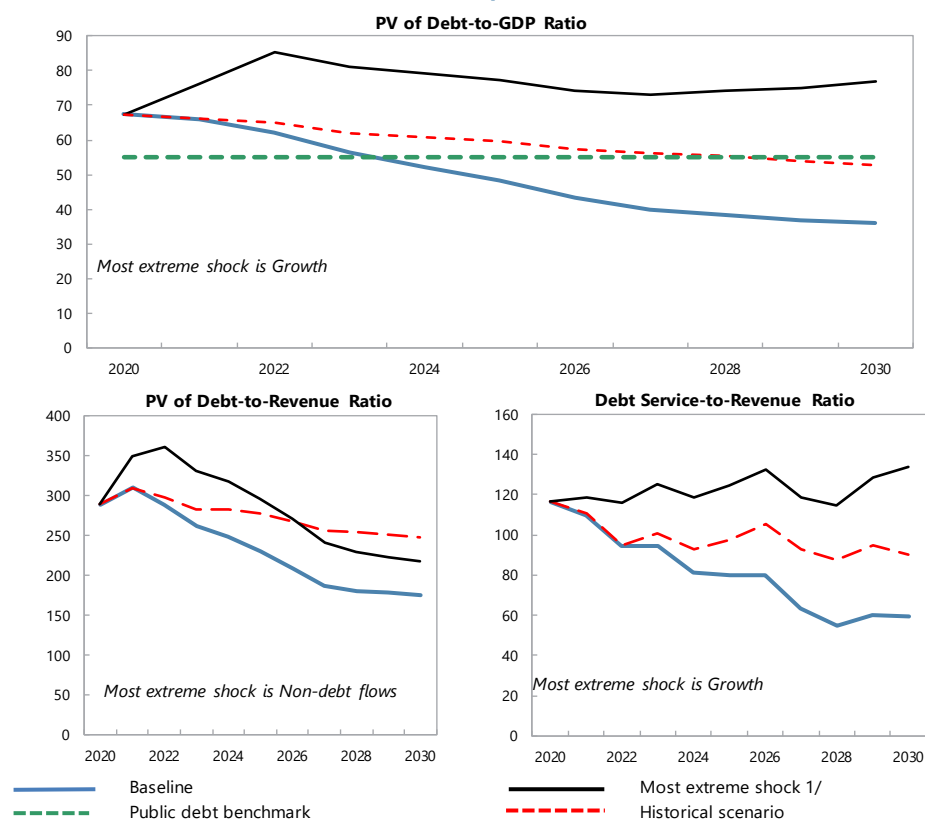 PV of Debt-to-GDP Ratio
90
80
70
60
50
40
30
20
10
0
Most extreme shock is Growth
2020 2022 2024 2026 2028 2030
PV of Debt-to-Revenue Ratio
400
350
300
250
200
150
100
50
0
Most extreme shock is Non-debt flows
2020 2022 2024 2026 2028 2030
Debt Service-to-Revenue Ratio
160
140
120
100
80
60
40
20
0
Most extreme shock is Growth
2020 2022 2024 2026 2028 2030
Baseline
Most extreme shock 1/
Public debt benchmark
Historical scenario